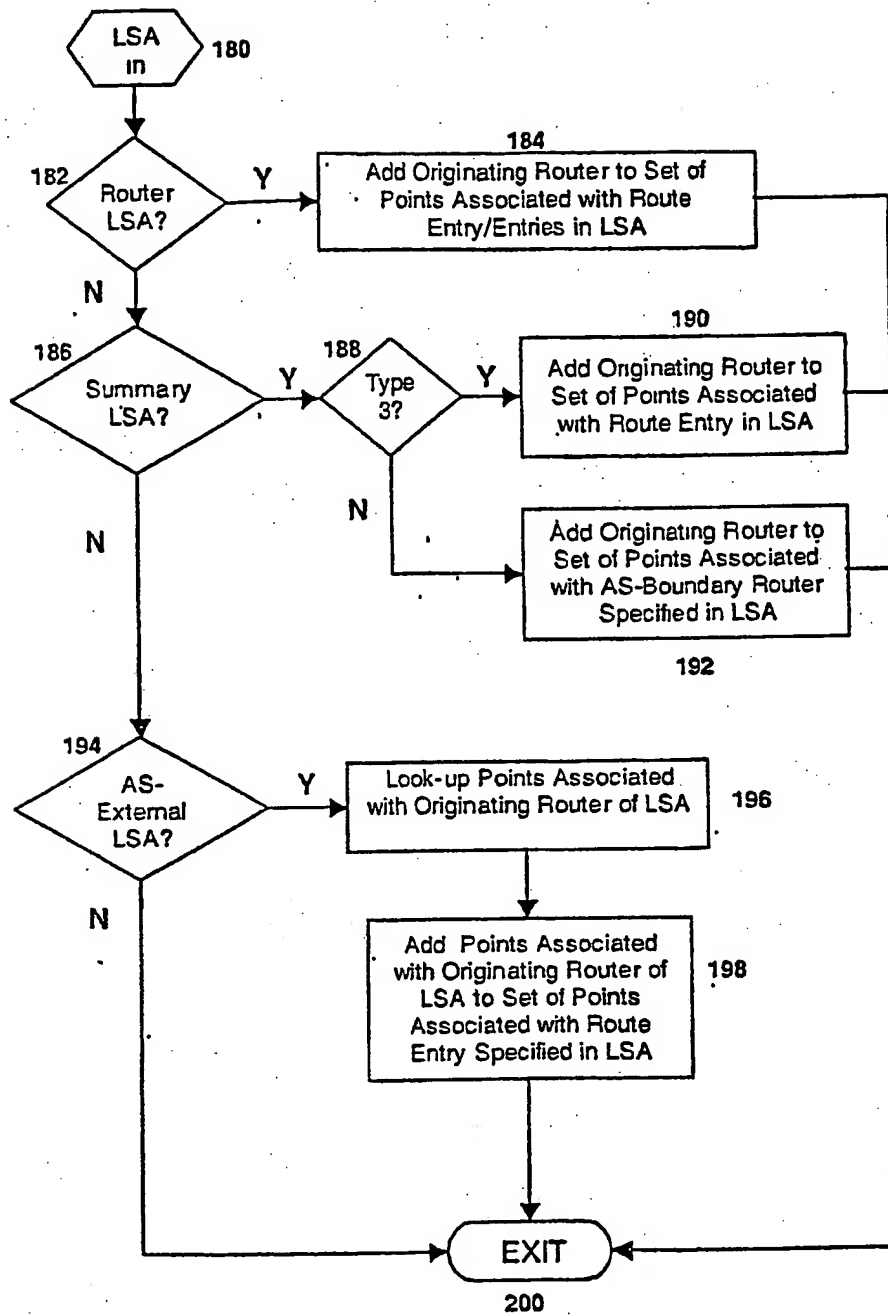 LSA
in
180
184
182
Router
LSA?
Y
Add Originating Router to Set of
Points Associated with Route
Entry/Entries in LSA
N
190
186
188
Summary
LSA?
Y
Type
3?
Y
Add Originating Router to
Set of Points Associated
with Route Entry in LSA
N
N
Add Originating Router to
Set of Points Associated
with AS-Boundary Router
Specified in LSA
192
194
AS-
External
LSA?
Y
Look-up Points Associated
with Originating Router of LSA
196
N
Add Points Associated
with Originating Router of
LSA to Set of Points
Associated with Route
Entry Specified in LSA
198
EXIT
200